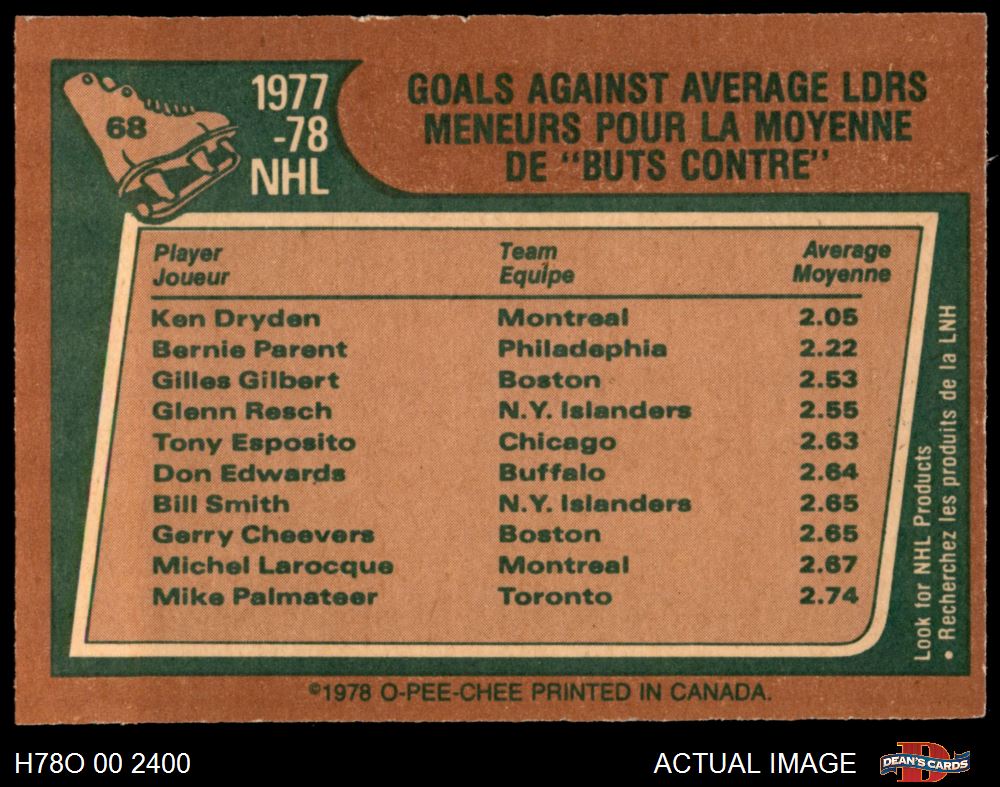 68
1977
-78
NHL
GOALS AGAINST AVERAGE LDRS
MENEURS POUR LA MOYENNE
DE "BUTS CONTRE"
Player Team Average
Joueur Equipe Moyenne
Ken Dryden Montreal 2.05
Bernie Parent Philadephia 2.22
Gilles Gilbert Boston 2.53
Glenn Resch N.Y. Islanders 2.55
Tony Esposito Chicago 2.63
Don Edwards Buffalo 2.64
Bill Smith N.Y. Islanders 2.65
Gerry Cheevers Boston 2.65
Michel Larocque Montreal 2.67
Mike Palmateer Toronto 2.74
Look for NHL Products
• Recherchez les produits de la LNH
©1978 O-PEE-CHEE PRINTED IN CANADA.
H78O 00 2400
ACTUAL IMAGE
D
DEAN'S CARDS